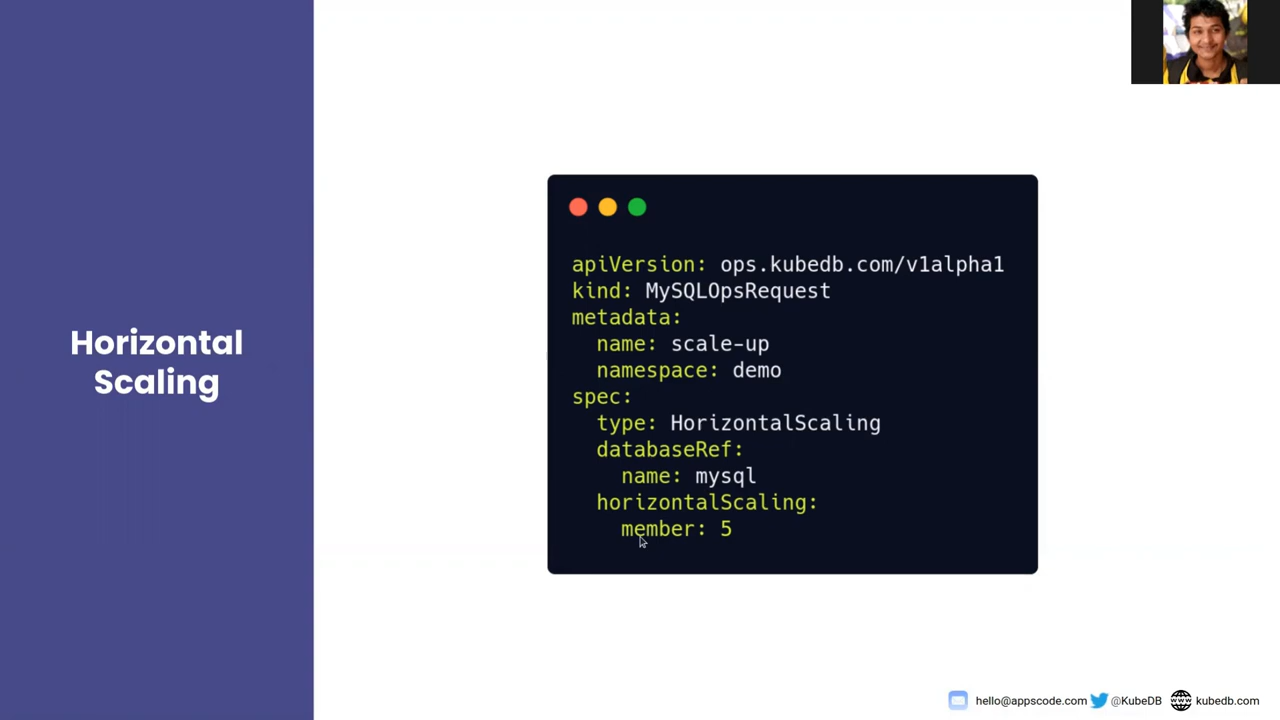 Horizontal
Scaling
apiVersion: ops.kubedb.com/v1alpha1
kind: MySQLOpsRequest
metadata:
  name: scale-up
  namespace: demo
spec:
  type: HorizontalScaling
  databaseRef:
    name: mysql
  horizontalScaling:
    member: 5
hello@appscode.com @KubeDB kubedb.com